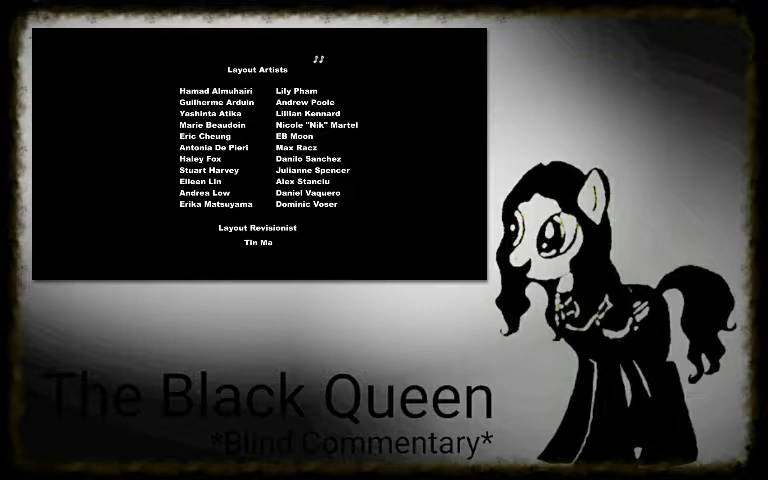 ♪♪
Layout Artists
Hamad Almuhairi Lily Pham
Guilherme Arduin Andrew Poole
Yashinta Atika Lillian Kennard
Marie Beaudoin Nicole "Nik" Martel
Eric Cheung EB Moon
Antonia De Pieri Max Racz
Haley Fox Danilo Sanchez
Stuart Harvey Julianne Spencer
Eileen Lin Alex Stanciu
Andrea Low Daniel Vaquero
Erika Matsuyama Dominic Voser
Layout Revisionist
Tin Ma
The Black Queen
*Blind Commentary*